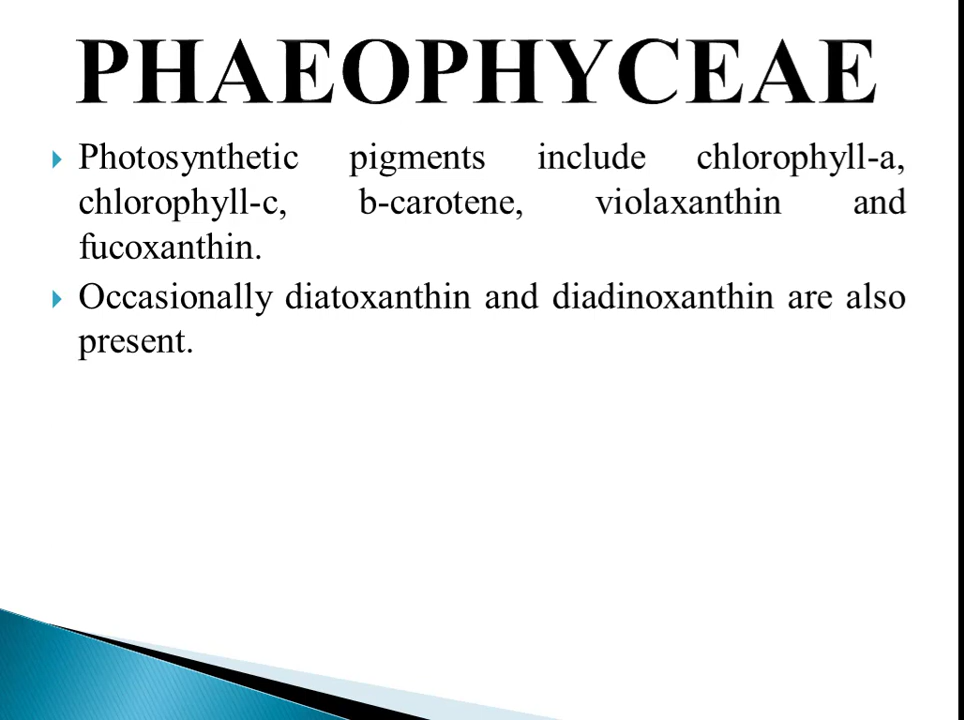 PHAEOPHYCEAE
Photosynthetic pigments include chlorophyll-a,
chlorophyll-c, b-carotene, violaxanthin and
fucoxanthin.
Occasionally diatoxanthin and diadinoxanthin are also
present.